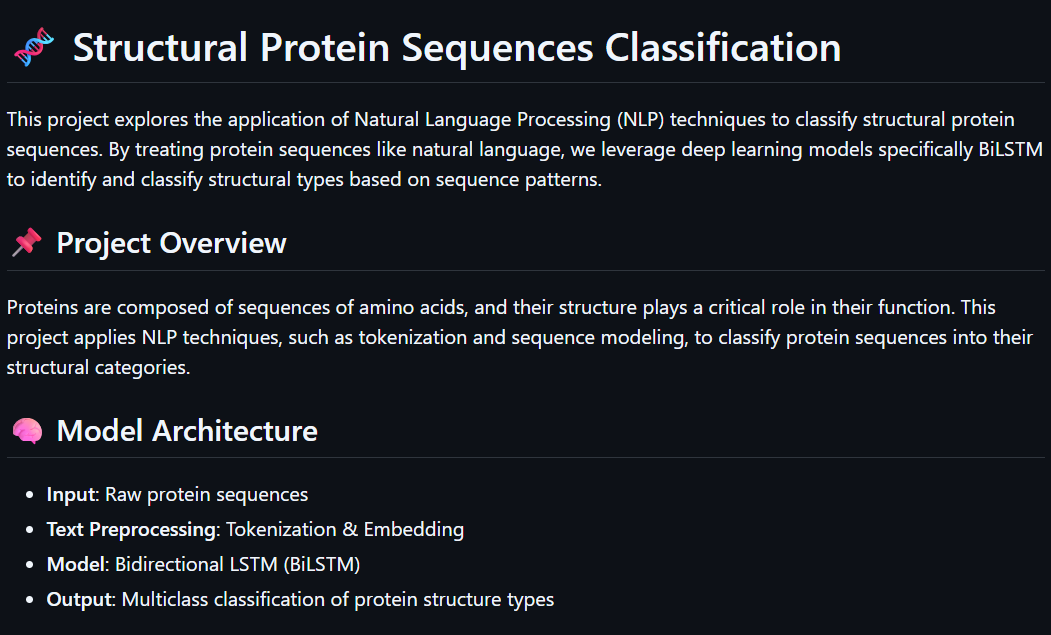 Structural Protein Sequences Classification
This project explores the application of Natural Language Processing (NLP) techniques to classify structural protein
sequences. By treating protein sequences like natural language, we leverage deep learning models specifically BiLSTM
to identify and classify structural types based on sequence patterns.
Project Overview
Proteins are composed of sequences of amino acids, and their structure plays a critical role in their function. This
project applies NLP techniques, such as tokenization and sequence modeling, to classify protein sequences into their
structural categories.
Model Architecture
• Input: Raw protein sequences
• Text Preprocessing: Tokenization & Embedding
• Model: Bidirectional LSTM (BiLSTM)
• Output: Multiclass classification of protein structure types